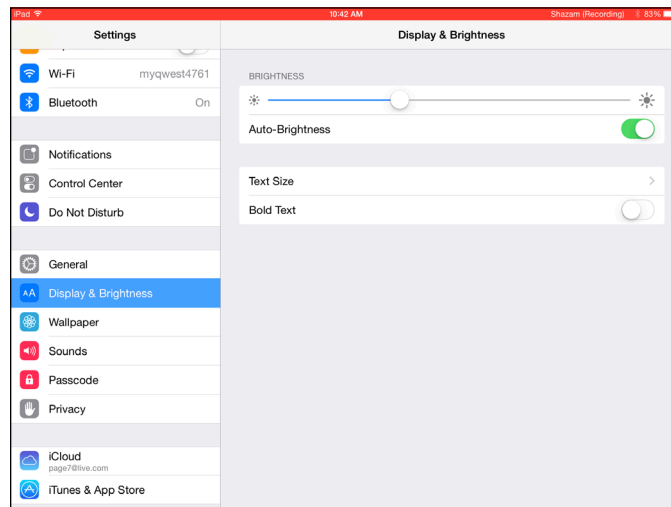 iPad 10:42 AM Shazam (Recording) 83%
Settings
Display & Brightness
Wi-Fi myqwest4761
Bluetooth On
Notifications
Control Center
Do Not Disturb
General
Display & Brightness
Wallpaper
Sounds
Passcode
Privacy
iCloud
page7@live.com
iTunes & App Store
BRIGHTNESS
Auto-Brightness
Text Size
Bold Text